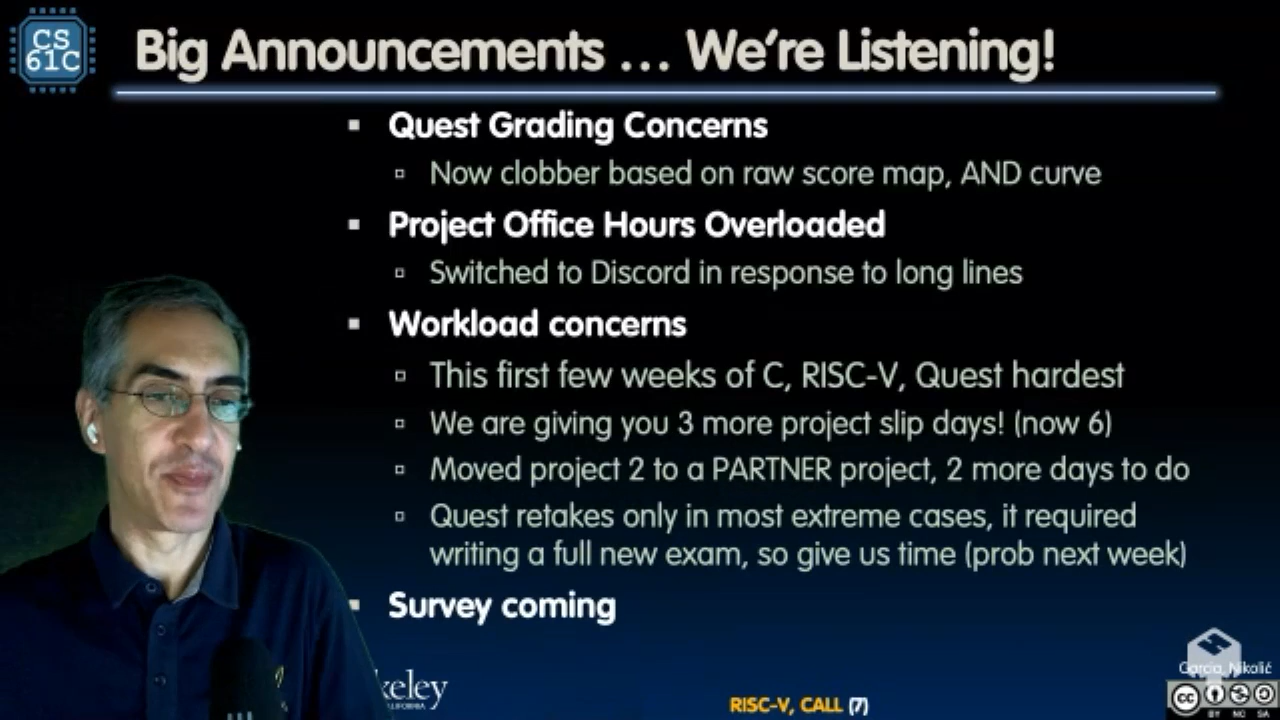 CS
61C
Big Announcements … We’re Listening!
▪ Quest Grading Concerns
▫ Now clobber based on raw score map, AND curve
▪ Project Office Hours Overloaded
▫ Switched to Discord in response to long lines
▪ Workload concerns
▫ This first few weeks of C, RISC-V, Quest hardest
▫ We are giving you 3 more project slip days! (now 6)
▫ Moved project 2 to a PARTNER project, 2 more days to do
▫ Quest retakes only in most extreme cases, it required
writing a full new exam, so give us time (prob next week)
▪ Survey coming
keley
RISC-V, CALL (7)
Garcia, Nikolić
cc
BY NC SA